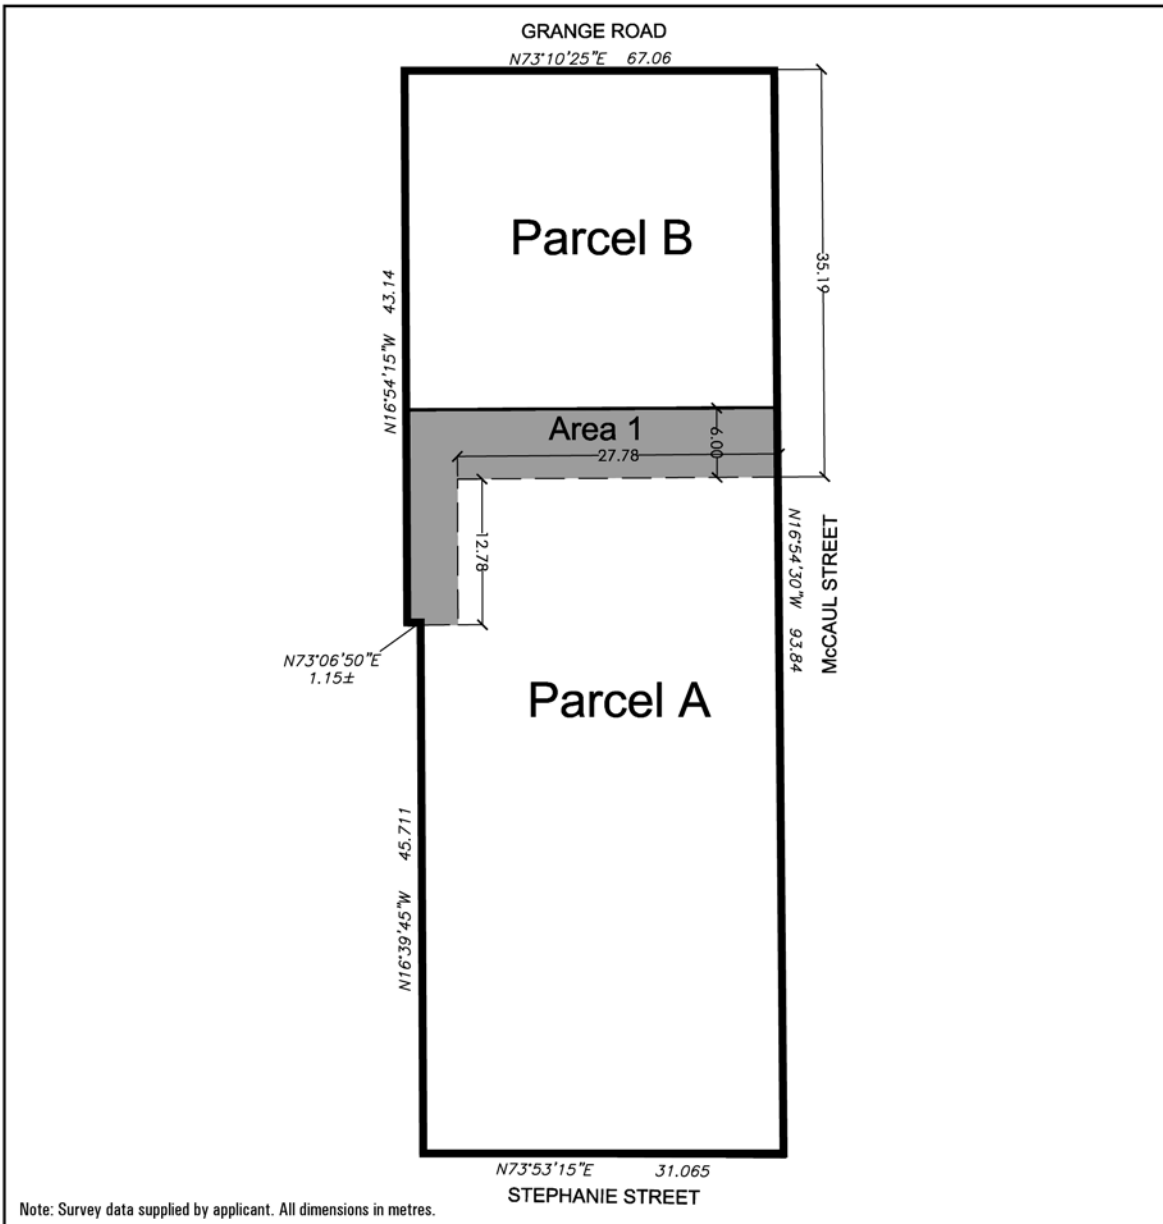 GRANGE ROAD
N73°10'25"E 67.06
Parcel B
35.19
N16°54'15"W 43.14
Area 1
6.00
27.78
12.78
N16°54'30"W 93.84
McCAUL STREET
N73°06'50"E
1.15±
Parcel A
N16°39'45"W 45.711
N73°53'15"E 31.065
STEPHANIE STREET
Note: Survey data supplied by applicant. All dimensions in metres.